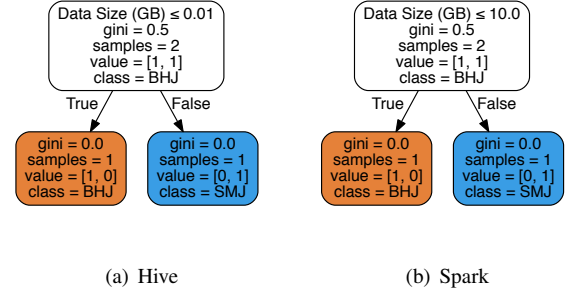 Data Size (GB) ≤ 0.01
gini = 0.5
samples = 2
value = [1, 1]
class = BHJ
True
False
gini = 0.0
samples = 1
value = [1, 0]
class = BHJ
gini = 0.0
samples = 1
value = [0, 1]
class = SMJ
(a) Hive
Data Size (GB) ≤ 10.0
gini = 0.5
samples = 2
value = [1, 1]
class = BHJ
True
False
gini = 0.0
samples = 1
value = [1, 0]
class = BHJ
gini = 0.0
samples = 1
value = [0, 1]
class = SMJ
(b) Spark